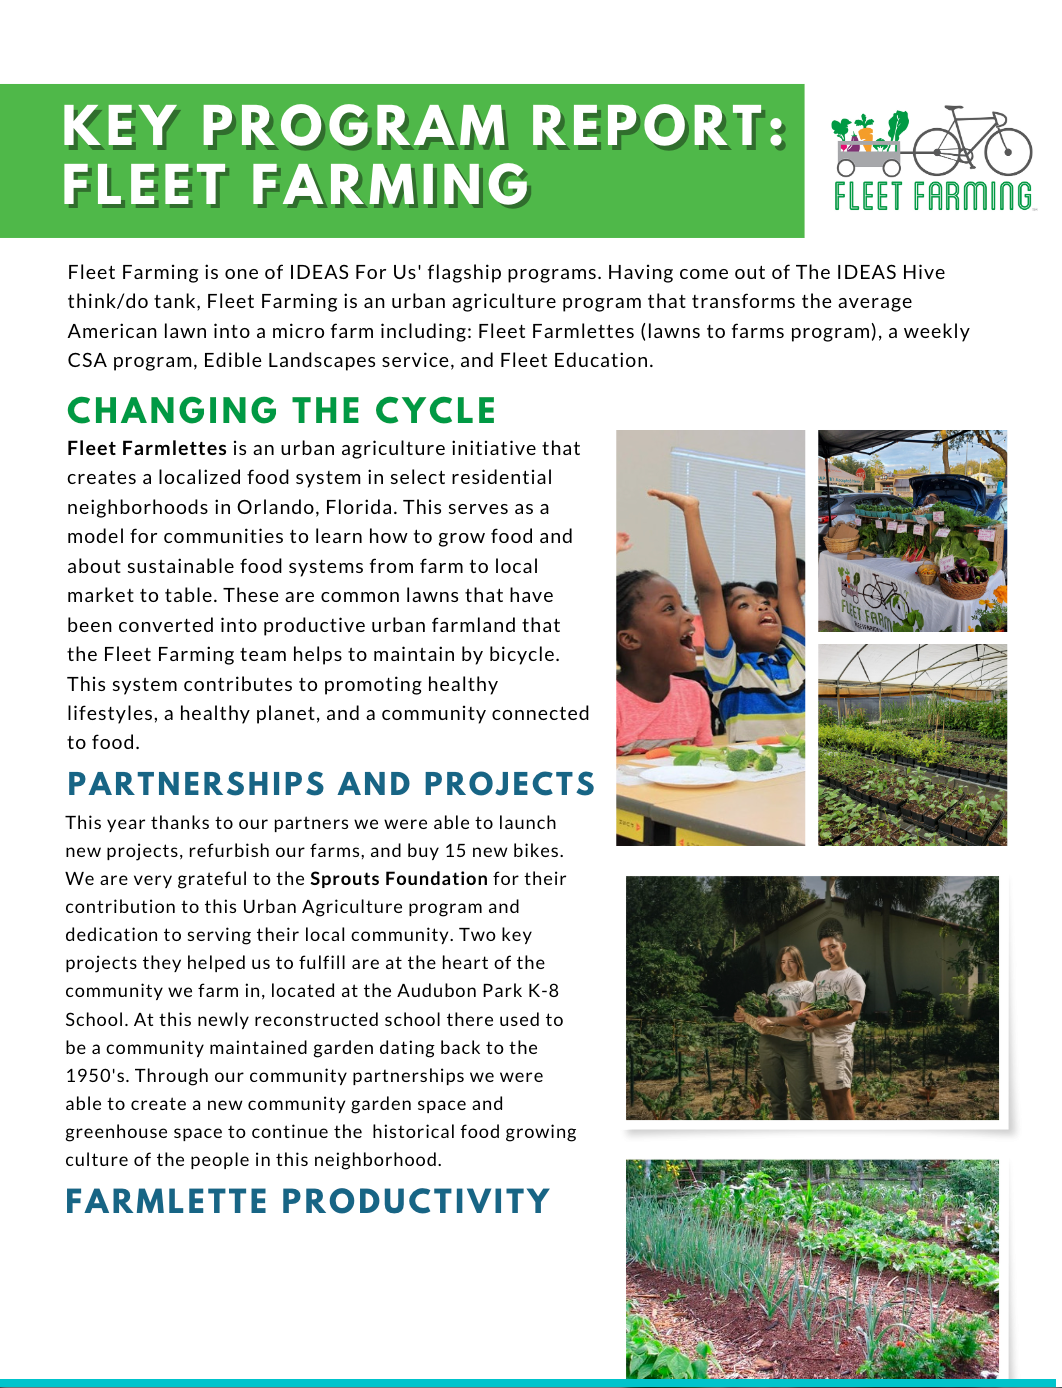 KEY PROGRAM REPORT:
FLEET FARMING
FLEET FARMING
Fleet Farming is one of IDEAS For Us' flagship programs. Having come out of The IDEAS Hive
think/do tank, Fleet Farming is an urban agriculture program that transforms the average
American lawn into a micro farm including: Fleet Farmlettes (lawns to farms program), a weekly
CSA program, Edible Landscapes service, and Fleet Education.
CHANGING THE CYCLE
Fleet Farmlettes is an urban agriculture initiative that
creates a localized food system in select residential
neighborhoods in Orlando, Florida. This serves as a
model for communities to learn how to grow food and
about sustainable food systems from farm to local
market to table. These are common lawns that have
been converted into productive urban farmland that
the Fleet Farming team helps to maintain by bicycle.
This system contributes to promoting healthy
lifestyles, a healthy planet, and a community connected
to food.
FLEET FARM
PARTNERSHIPS AND PROJECTS
This year thanks to our partners we were able to launch
new projects, refurbish our farms, and buy 15 new bikes.
We are very grateful to the Sprouts Foundation for their
contribution to this Urban Agriculture program and
dedication to serving their local community. Two key
projects they helped us to fulfill are at the heart of the
community we farm in, located at the Audubon Park K-8
School. At this newly reconstructed school there used to
be a community maintained garden dating back to the
1950's. Through our community partnerships we were
able to create a new community garden space and
greenhouse space to continue the  historical food growing
culture of the people in this neighborhood.
FARMLETTE PRODUCTIVITY